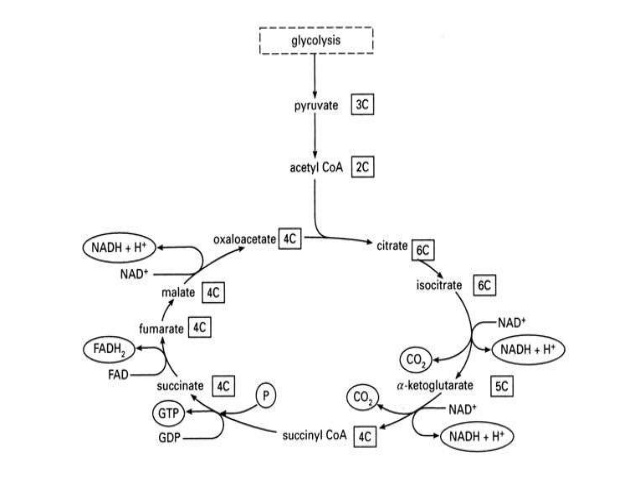 glycolysis
pyruvate 3C
acetyl CoA 2C
oxaloacetate 4C
citrate 6C
isocitrate 6C
NAD⁺
NADH + H⁺
CO₂
α-ketoglutarate 5C
CO₂
NAD⁺
NADH + H⁺
succinyl CoA 4C
P
GTP
GDP
succinate 4C
FADH₂
FAD
fumarate 4C
malate 4C
NADH + H⁺
NAD⁺